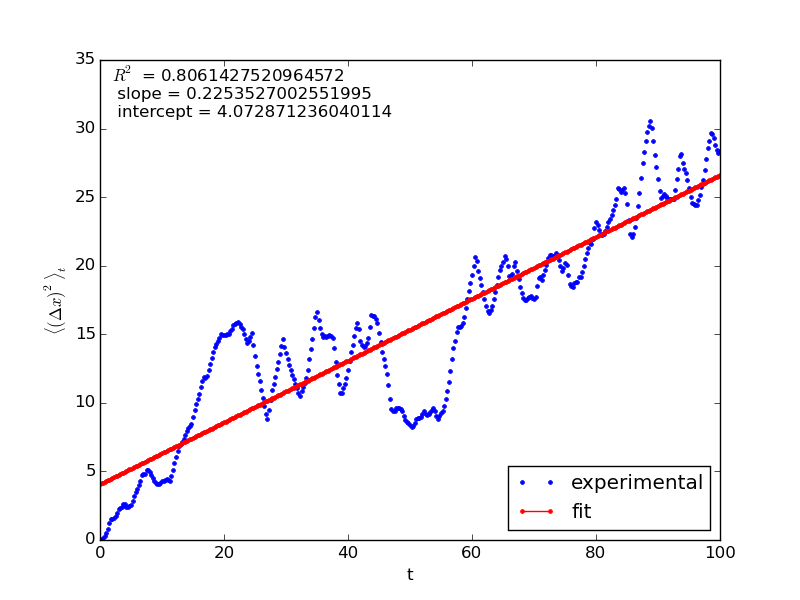 R² = 0.8061427520964572
slope = 0.2253527002551995
intercept = 4.072871236040114
35
30
25
20
15
10
5
0
⟨(Δx)²⟩ₜ
experimental
fit
0 20 40 60 80 100
t